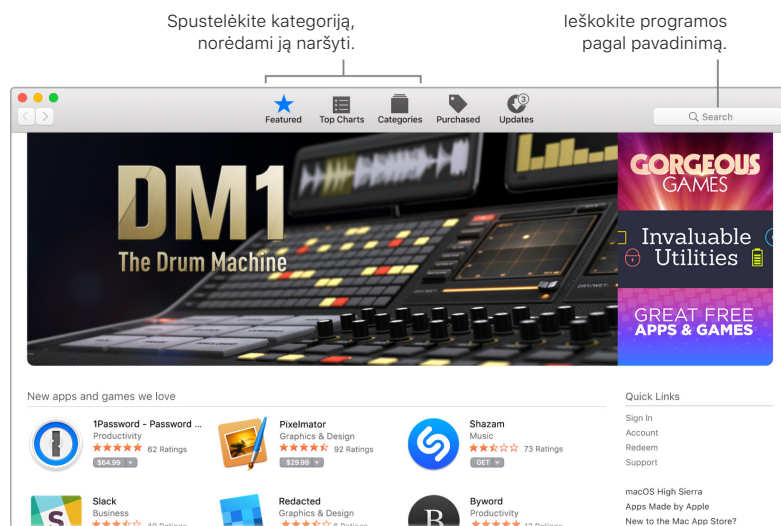 Spustelėkite kategoriją,
norėdami ją naršyti.
Ieškokite programos
pagal pavadinimą.
3
Featured
Top Charts
Categories
Purchased
Updates
Search
DM1
The Drum Machine
GORGEOUS
GAMES
Invaluable
Utilities
GREAT FREE
APPS & GAMES
New apps and games we love
1Password - Password ...
Productivity
62 Ratings
$64.99
Pixelmator
Graphics & Design
92 Ratings
$29.99
Shazam
Music
73 Ratings
GET
Slack
Business
Redacted
Graphics & Design
6 Ratings
Byword
Productivity
Quick Links
Sign In
Account
Redeem
Support
macOS High Sierra
Apps Made by Apple
New to the Mac App Store?